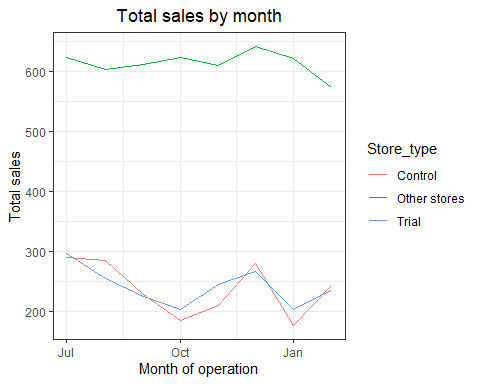 Total sales by month
Total sales
600
500
400
300
200
Jul
Oct
Jan
Month of operation
Store_type
Control
Other stores
Trial